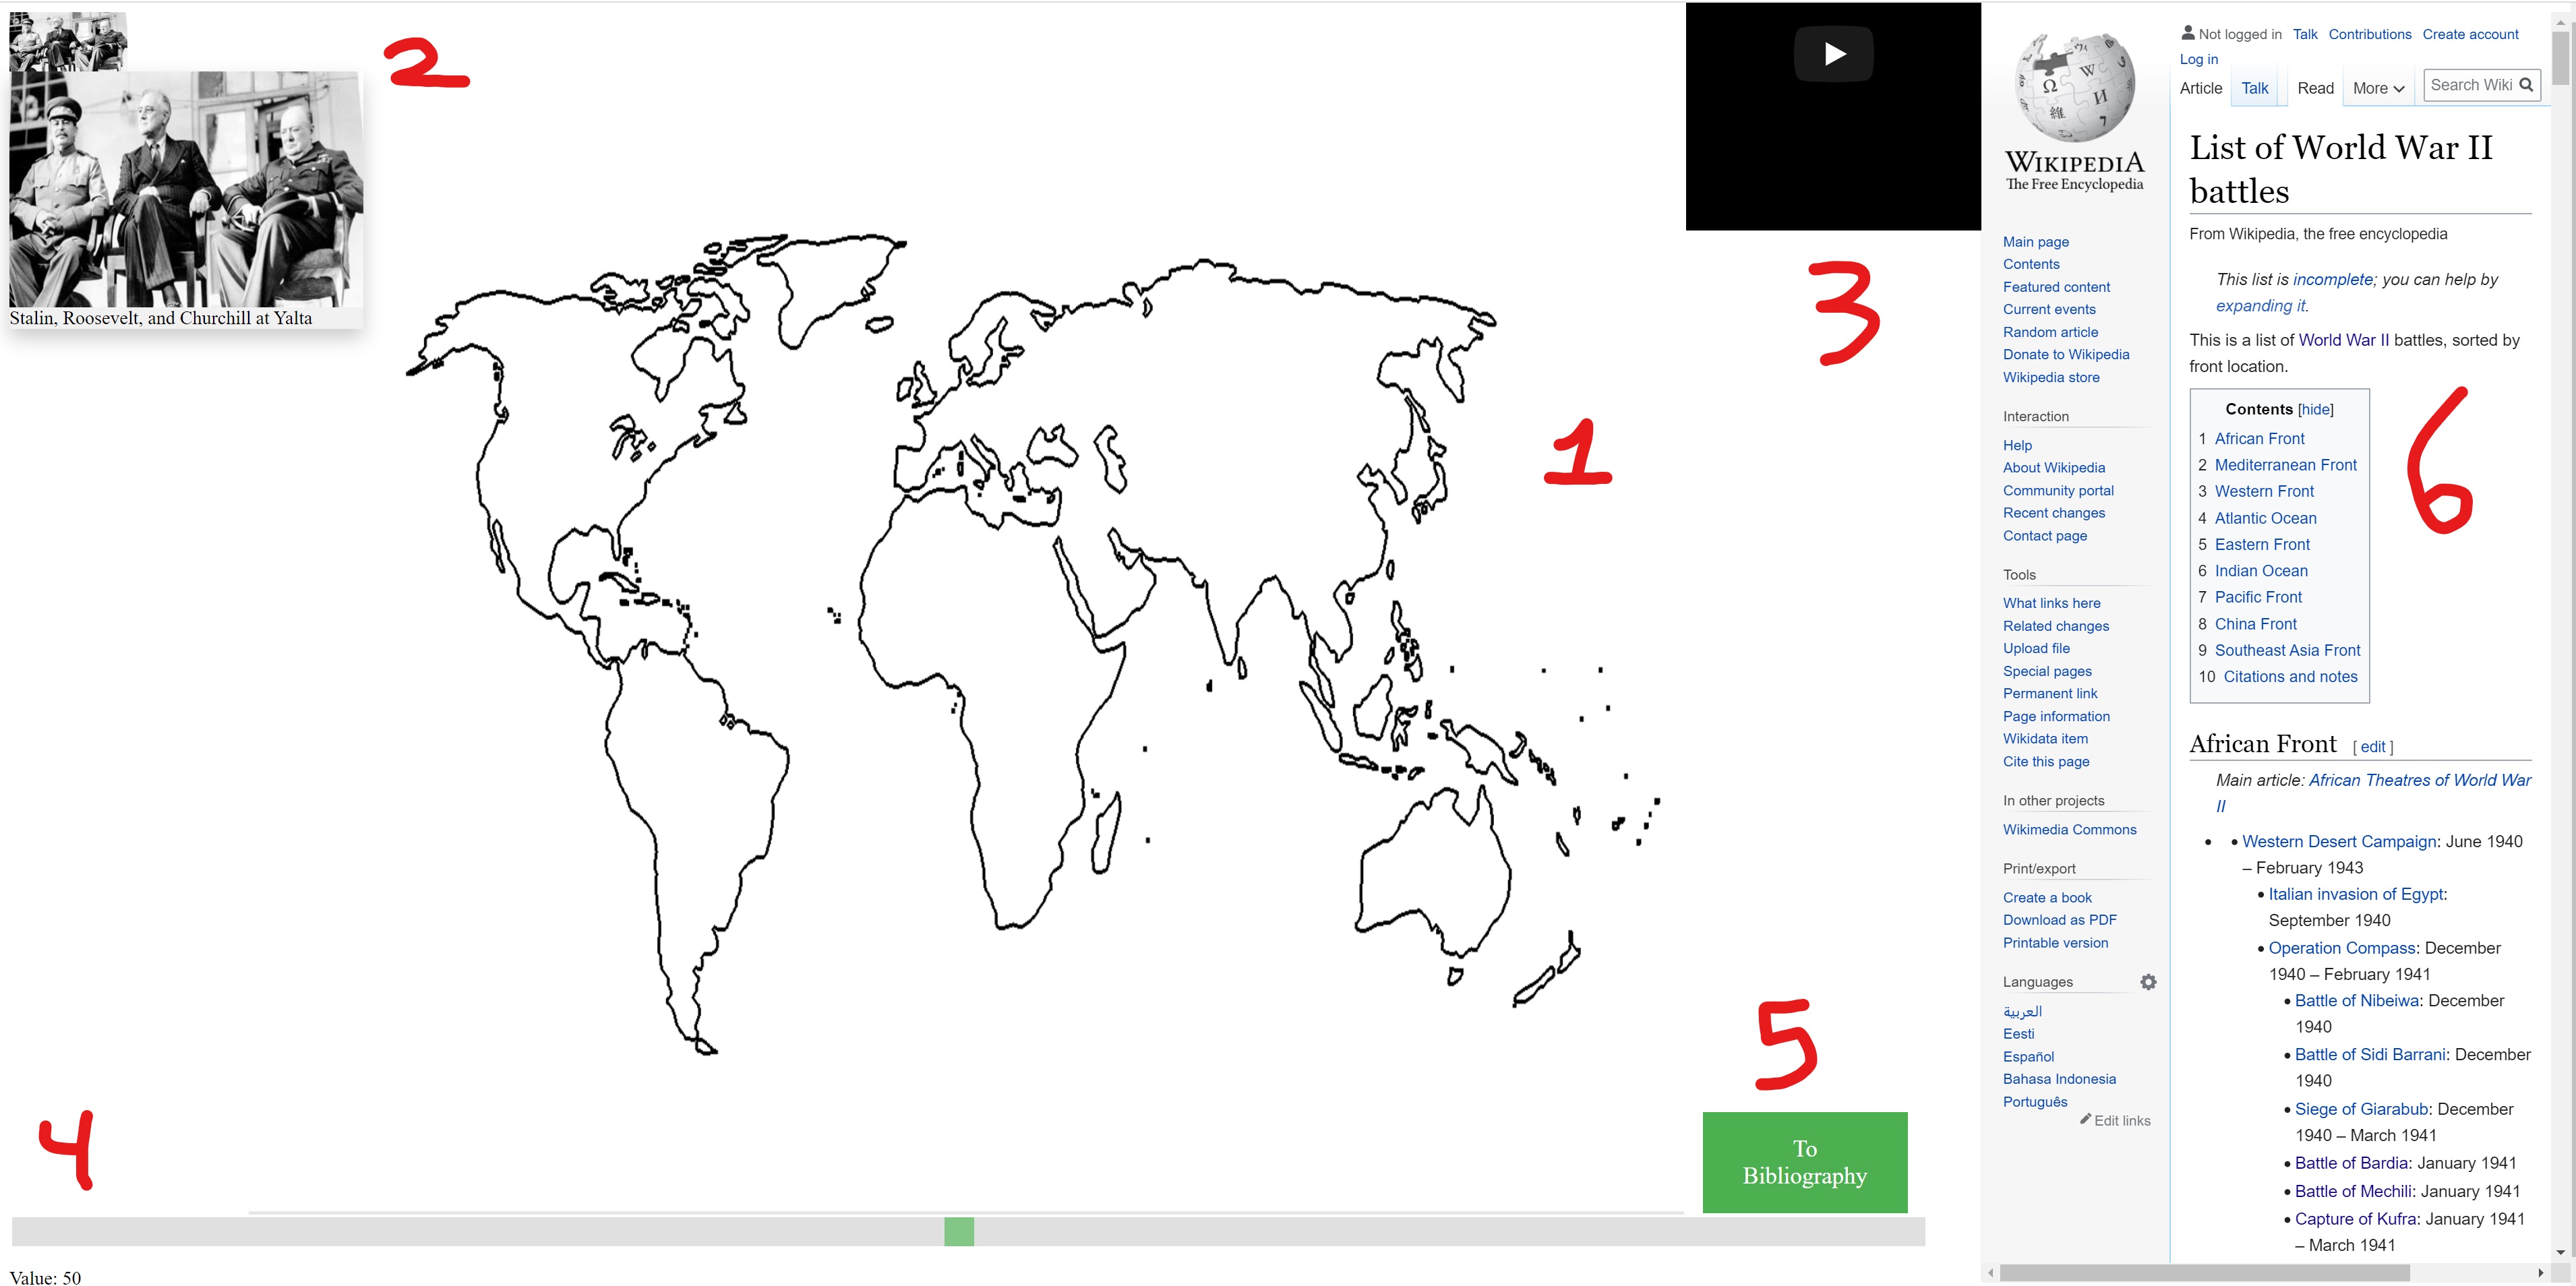 2
Stalin, Roosevelt, and Churchill at Yalta
3
1
4
5
To
Bibliography
Value: 50
6
WIKIPEDIA
The Free Encyclopedia
Main page
Contents
Featured content
Current events
Random article
Donate to Wikipedia
Wikipedia store
Interaction
Help
About Wikipedia
Community portal
Recent changes
Contact page
Tools
What links here
Related changes
Upload file
Special pages
Permanent link
Page information
Wikidata item
Cite this page
In other projects
Wikimedia Commons
Print/export
Create a book
Download as PDF
Printable version
Languages
العربية
Eesti
Español
Bahasa Indonesia
Português
Edit links
Not logged in Talk Contributions Create account
Log in
Article Talk Read More Search Wiki
List of World War II
battles
From Wikipedia, the free encyclopedia
This list is incomplete; you can help by
expanding it.
This is a list of World War II battles, sorted by
front location.
Contents [hide]
1 African Front
2 Mediterranean Front
3 Western Front
4 Atlantic Ocean
5 Eastern Front
6 Indian Ocean
7 Pacific Front
8 China Front
9 Southeast Asia Front
10 Citations and notes
African Front [ edit ]
Main article: African Theatres of World War
II
• • Western Desert Campaign: June 1940
– February 1943
• Italian invasion of Egypt:
September 1940
• Operation Compass: December
1940 – February 1941
• Battle of Nibeiwa: December
1940
• Battle of Sidi Barrani: December
1940
• Siege of Giarabub: December
1940 – March 1941
• Battle of Bardia: January 1941
• Battle of Mechili: January 1941
• Capture of Kufra: January 1941
– March 1941